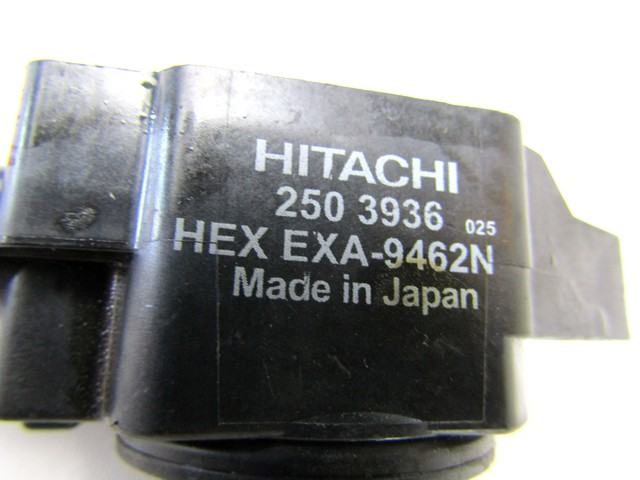 HITACHI
250 3936 025
HEX EXA-9462N
Made in Japan